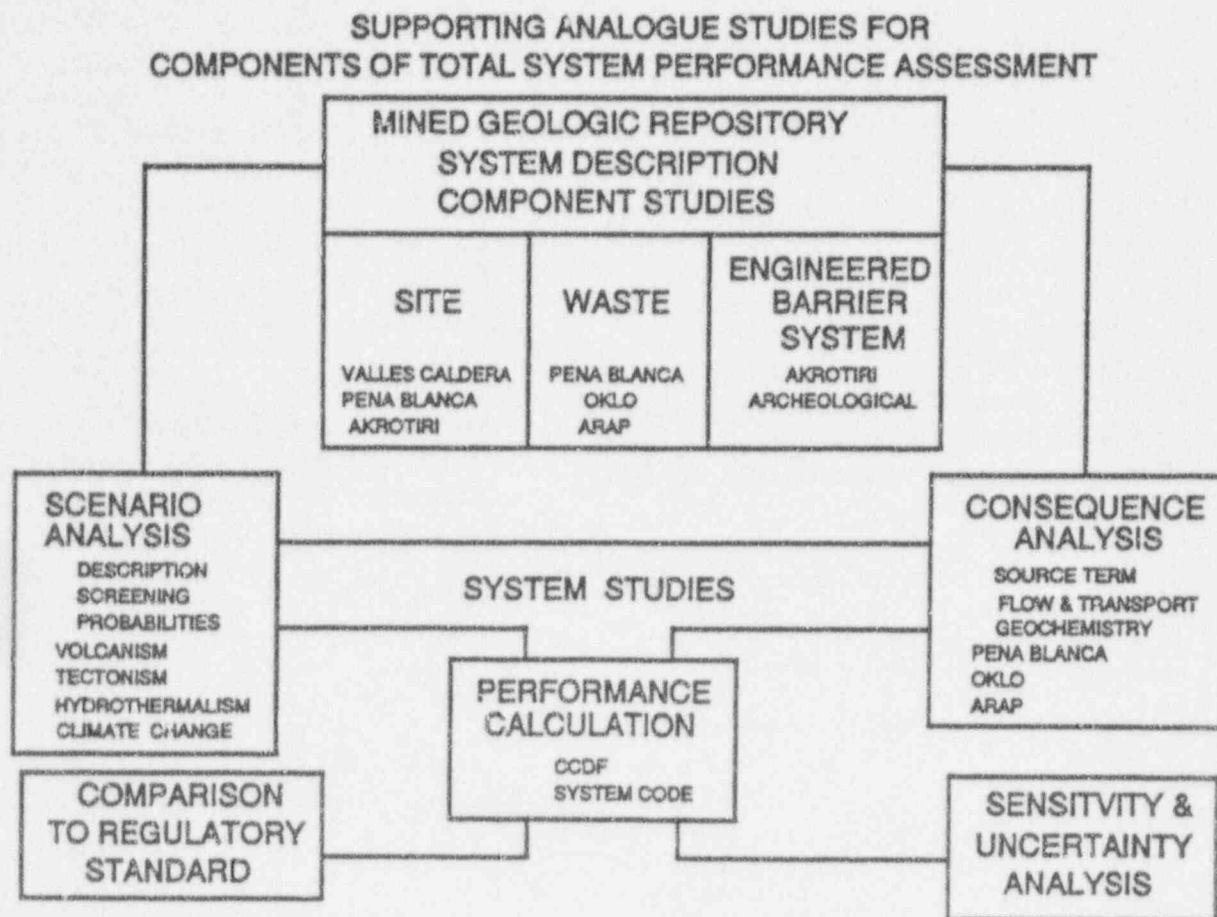 SUPPORTING ANALOGUE STUDIES FOR
COMPONENTS OF TOTAL SYSTEM PERFORMANCE ASSESSMENT
MINED GEOLOGIC REPOSITORY
SYSTEM DESCRIPTION
COMPONENT STUDIES
SITE
VALLES CALDERA
PENA BLANCA
AKROTIRI
WASTE
PENA BLANCA
OKLO
ARAP
ENGINEERED
BARRIER
SYSTEM
AKROTIRI
ARCHEOLOGICAL
SCENARIO
ANALYSIS
DESCRIPTION
SCREENING
PROBABILITIES
VOLCANISM
TECTONISM
HYDROTHERMALISM
CLIMATE CHANGE
SYSTEM STUDIES
CONSEQUENCE
ANALYSIS
SOURCE TERM
FLOW & TRANSPORT
GEOCHEMISTRY
PENA BLANCA
OKLO
ARAP
PERFORMANCE
CALCULATION
CCDF
SYSTEM CODE
COMPARISON
TO REGULATORY
STANDARD
SENSITVITY &
UNCERTAINTY
ANALYSIS